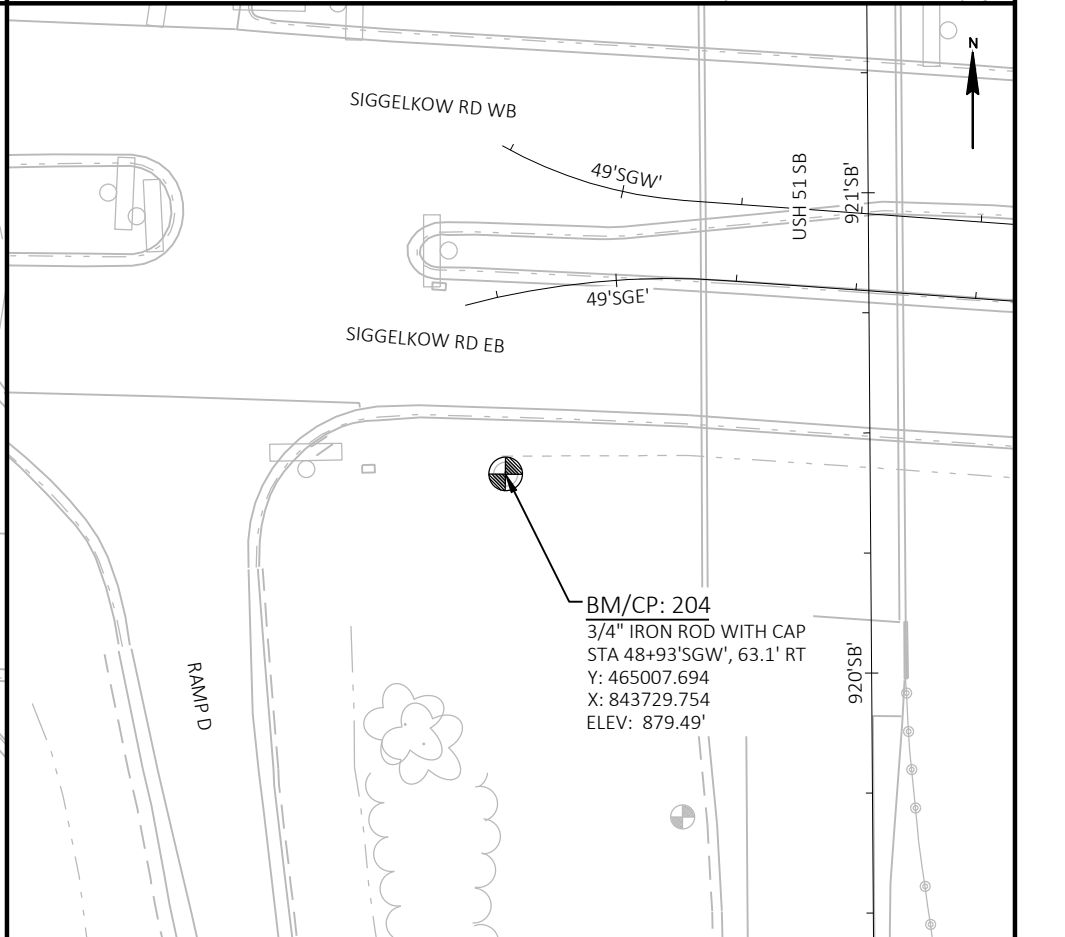 N
SIGGELKOW RD WB
49'SGW'
USH 51 SB
921'SB'
49'SGE'
SIGGELKOW RD EB
BM/CP: 204
3/4" IRON ROD WITH CAP
STA 48+93'SGW', 63.1' RT
Y: 465007.694
X: 843729.754
ELEV: 879.49'
920'SB'
RAMP D